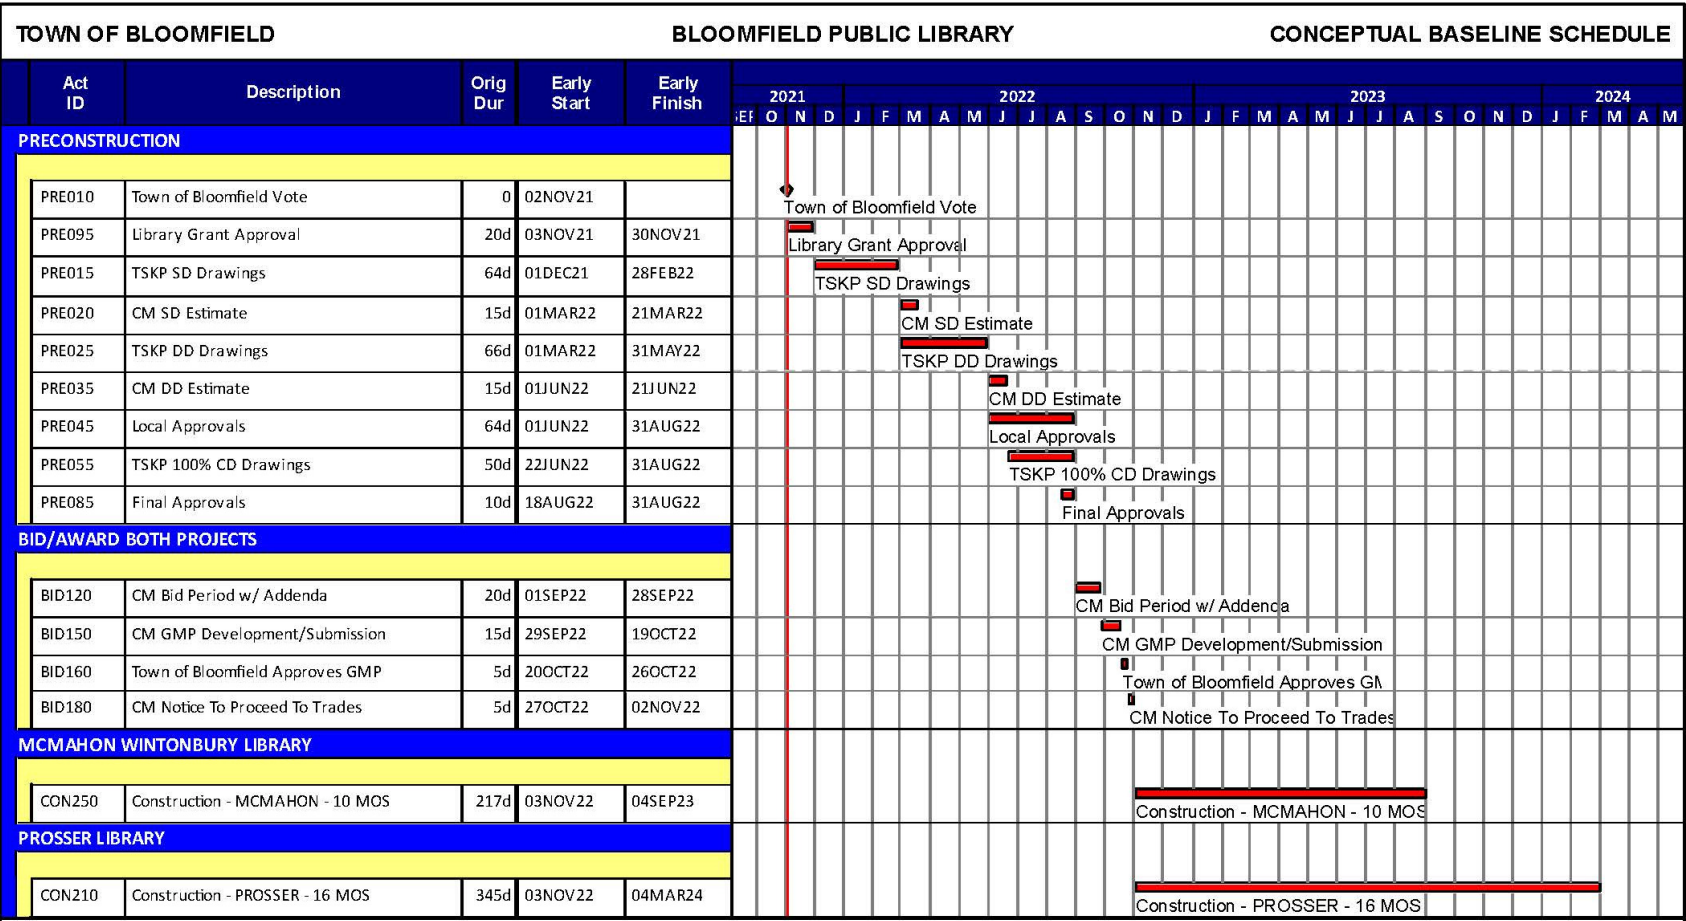 TOWN OF BLOOMFIELD BLOOMFIELD PUBLIC LIBRARY CONCEPTUAL BASELINE SCHEDULE
Act ID Description Orig Dur Early Start Early Finish
2021 2022 2023 2024
SEP O N D J F M A M J J A S O N D J F M A M J J A S O N D J F M A M
PRECONSTRUCTION
PRE010 Town of Bloomfield Vote 0 02NOV21
Town of Bloomfield Vote
PRE095 Library Grant Approval 20d 03NOV21 30NOV21
Library Grant Approval
PRE015 TSKP SD Drawings 64d 01DEC21 28FEB22
TSKP SD Drawings
PRE020 CM SD Estimate 15d 01MAR22 21MAR22
CM SD Estimate
PRE025 TSKP DD Drawings 66d 01MAR22 31MAY22
TSKP DD Drawings
PRE035 CM DD Estimate 15d 01JUN22 21JUN22
CM DD Estimate
PRE045 Local Approvals 64d 01JUN22 31AUG22
Local Approvals
PRE055 TSKP 100% CD Drawings 50d 22JUN22 31AUG22
TSKP 100% CD Drawings
PRE085 Final Approvals 10d 18AUG22 31AUG22
Final Approvals
BID/AWARD BOTH PROJECTS
BID120 CM Bid Period w/ Addenda 20d 01SEP22 28SEP22
CM Bid Period w/ Addenda
BID150 CM GMP Development/Submission 15d 29SEP22 19OCT22
CM GMP Development/Submission
BID160 Town of Bloomfield Approves GMP 5d 20OCT22 26OCT22
Town of Bloomfield Approves GM
BID180 CM Notice To Proceed To Trades 5d 27OCT22 02NOV22
CM Notice To Proceed To Trades
MCMAHON WINTONBURY LIBRARY
CON250 Construction - MCMAHON - 10 MOS 217d 03NOV22 04SEP23
Construction - MCMAHON - 10 MOS
PROSSER LIBRARY
CON210 Construction - PROSSER - 16 MOS 345d 03NOV22 04MAR24
Construction - PROSSER - 16 MOS